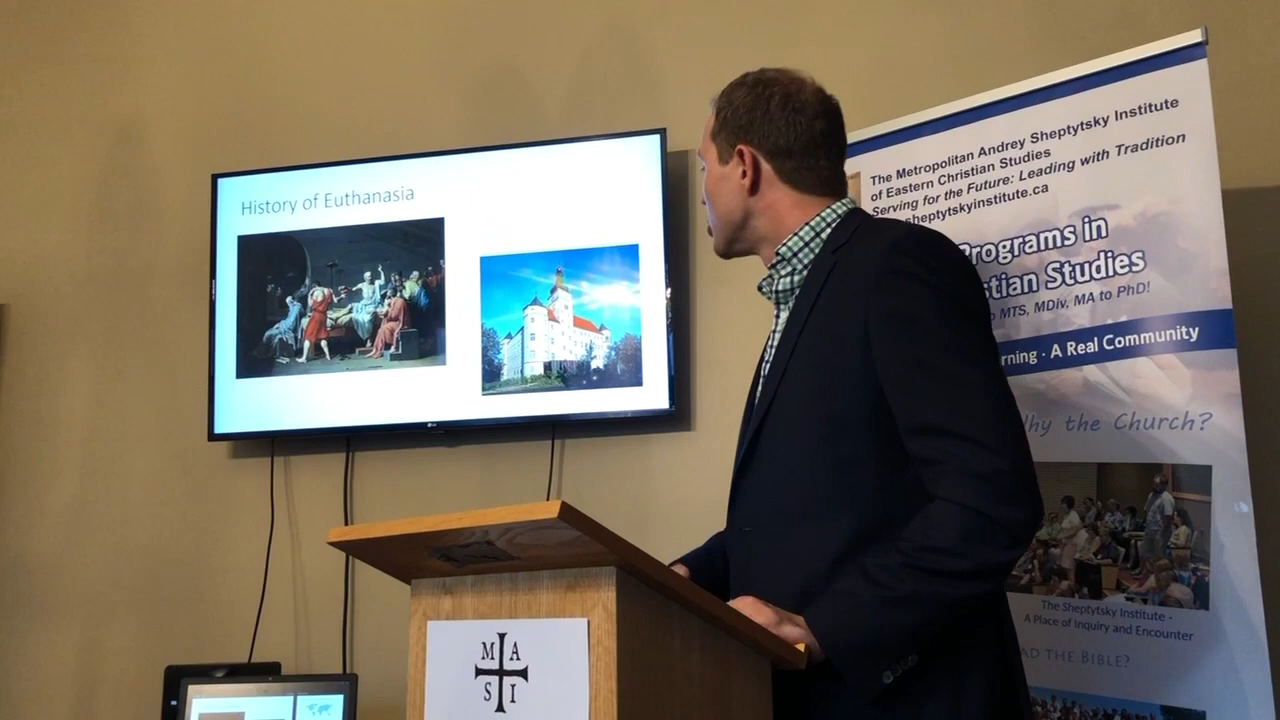 History of Euthanasia
LG
The Metropolitan Andrey Sheptytsky Institute
of Eastern Christian Studies
Serving for the Future: Leading with Tradition
sheptytskyinstitute.ca
Programs in
stian Studies
MTS, MDiv, MA to PhD!
rning · A Real Community
Why the Church?
The Sheptytsky Institute -
A Place of Inquiry and Encounter
AD THE BIBLE?
M A
S I